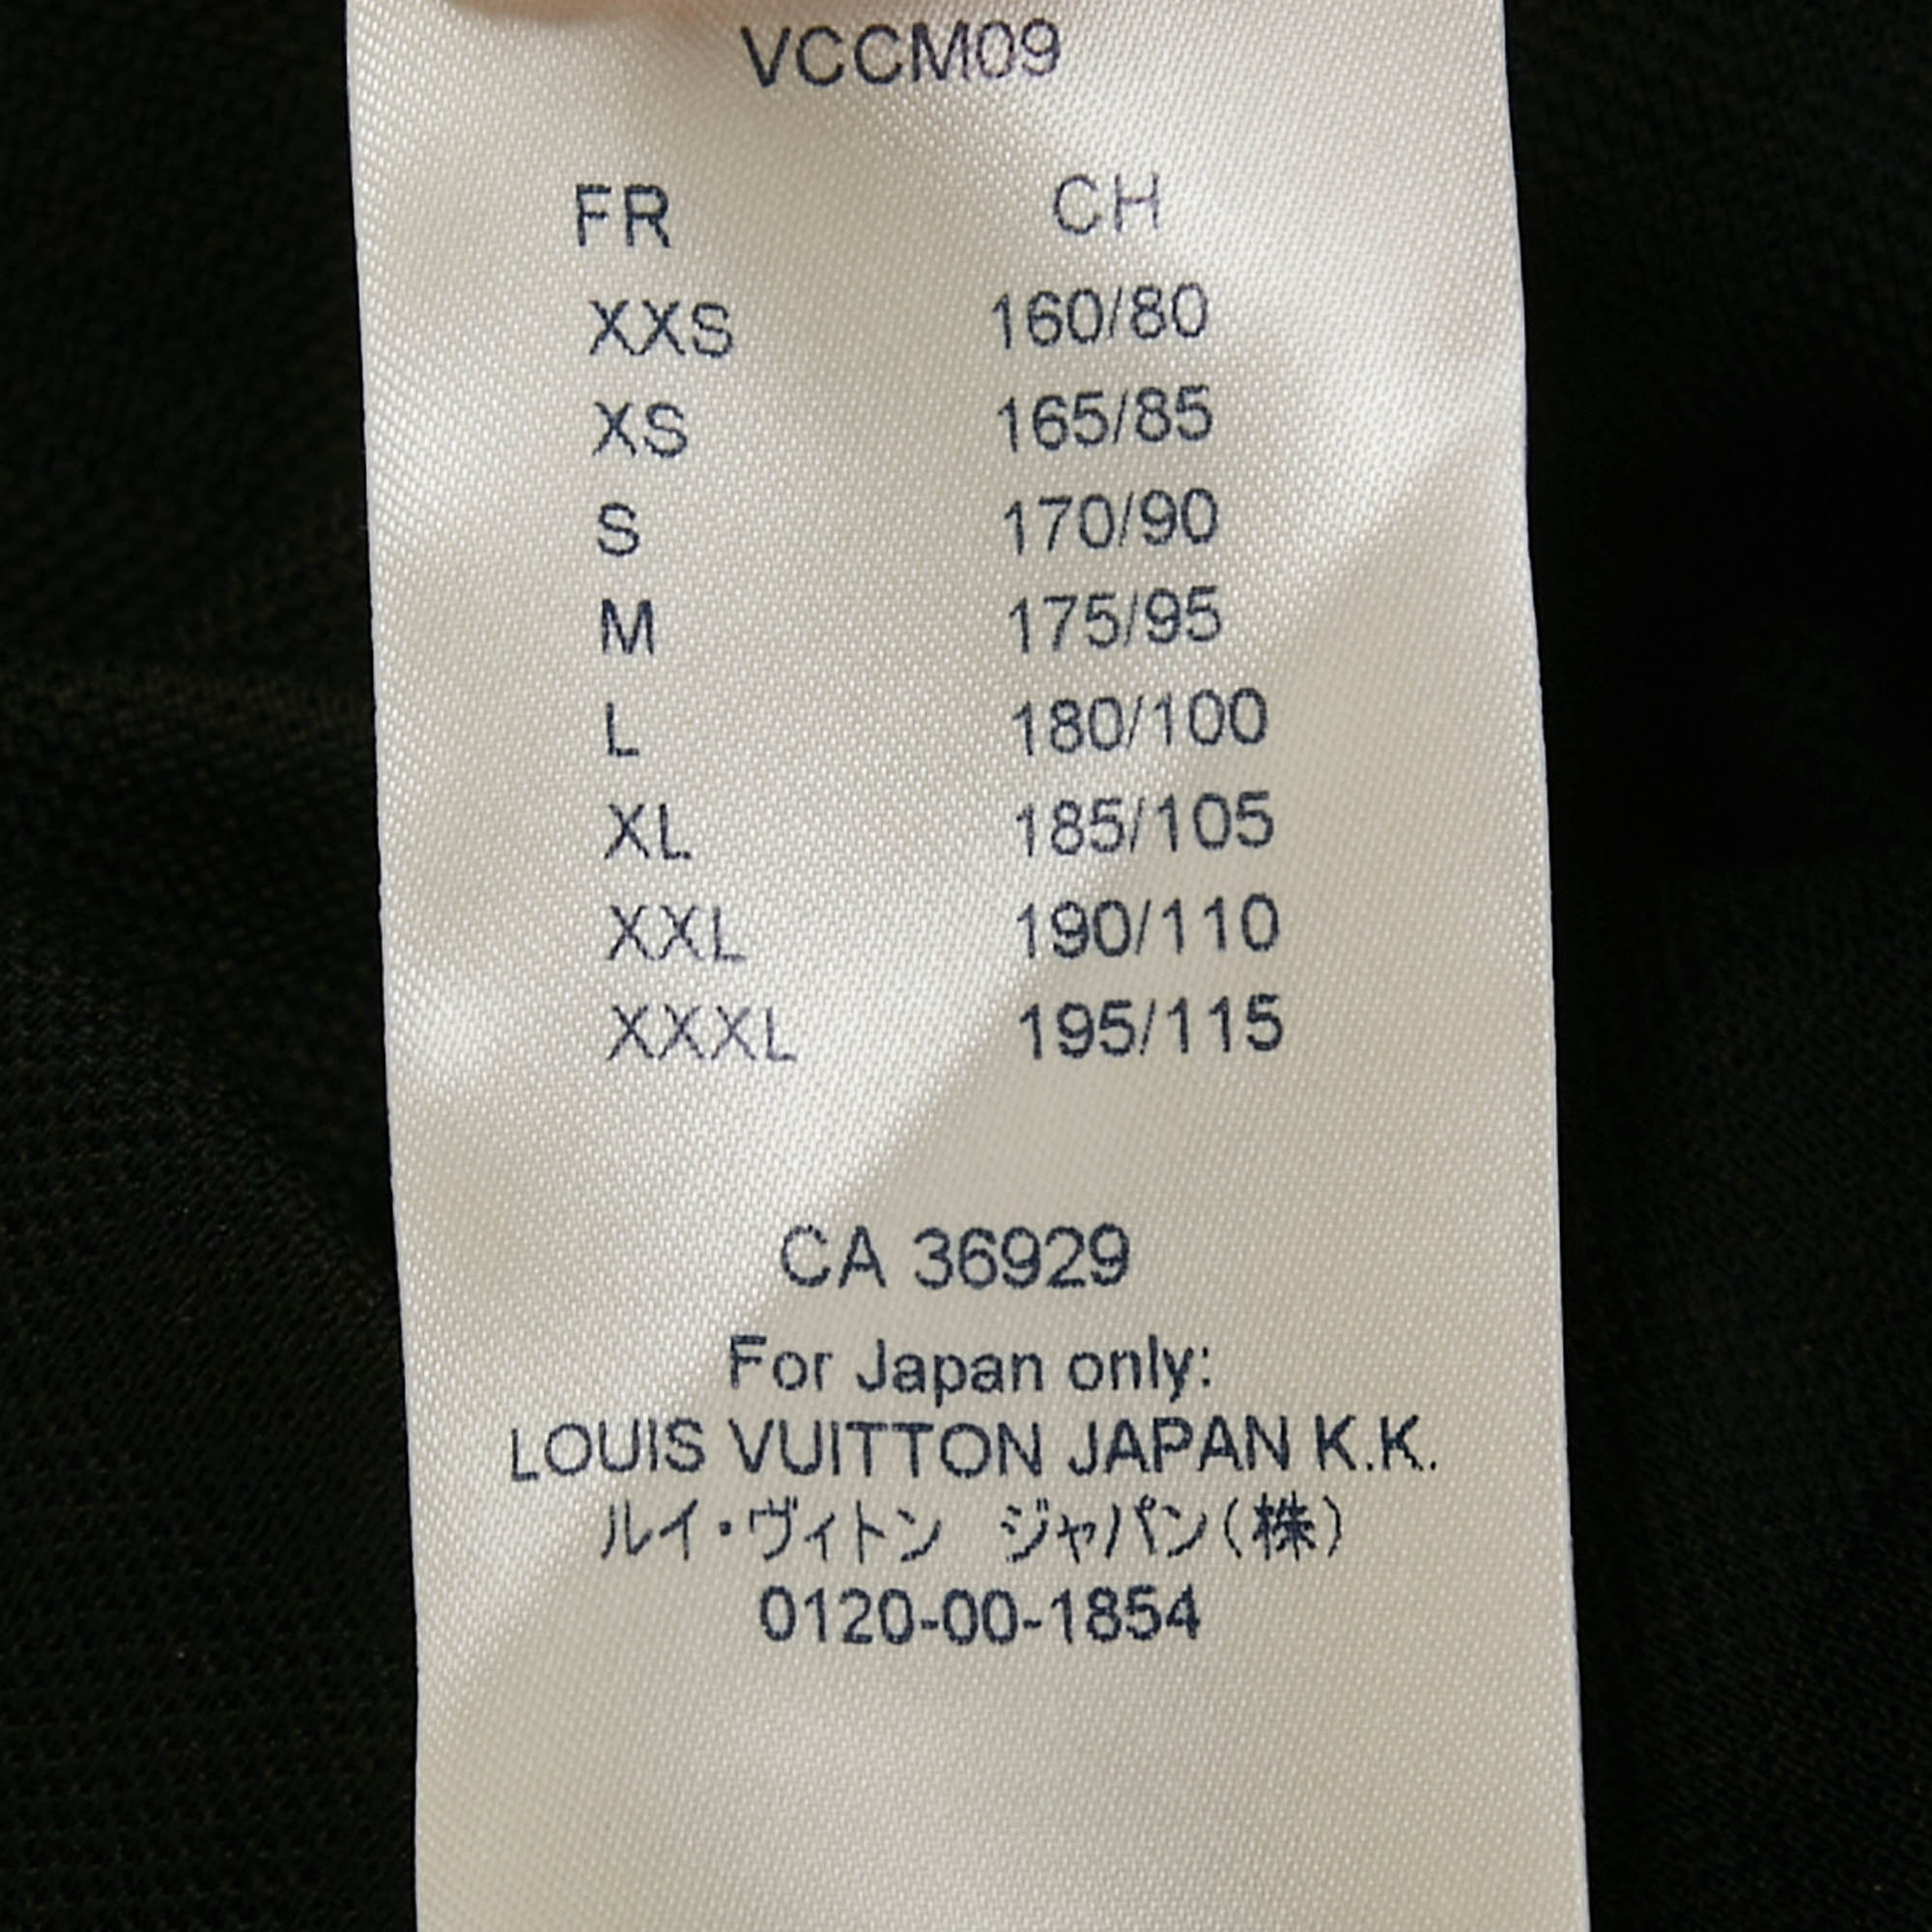 VCCM09
FR CH
XXS 160/80
XS 165/85
S 170/90
M 175/95
L 180/100
XL 185/105
XXL 190/110
XXXL 195/115
CA 36929
For Japan only:
LOUIS VUITTON JAPAN K.K.
ルイ・ヴィトン　ジャパン(株)
0120-00-1854